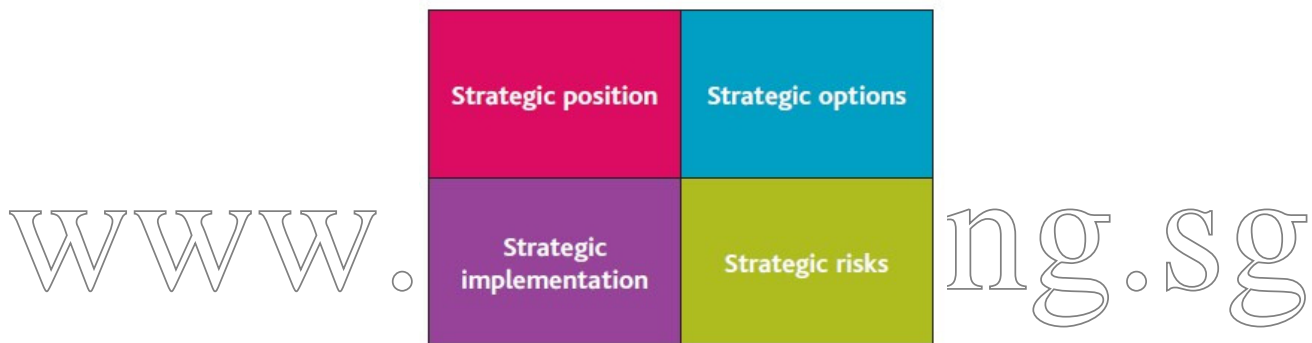 Strategic position
Strategic options
Strategic
implementation
Strategic risks
www.
ng.sg